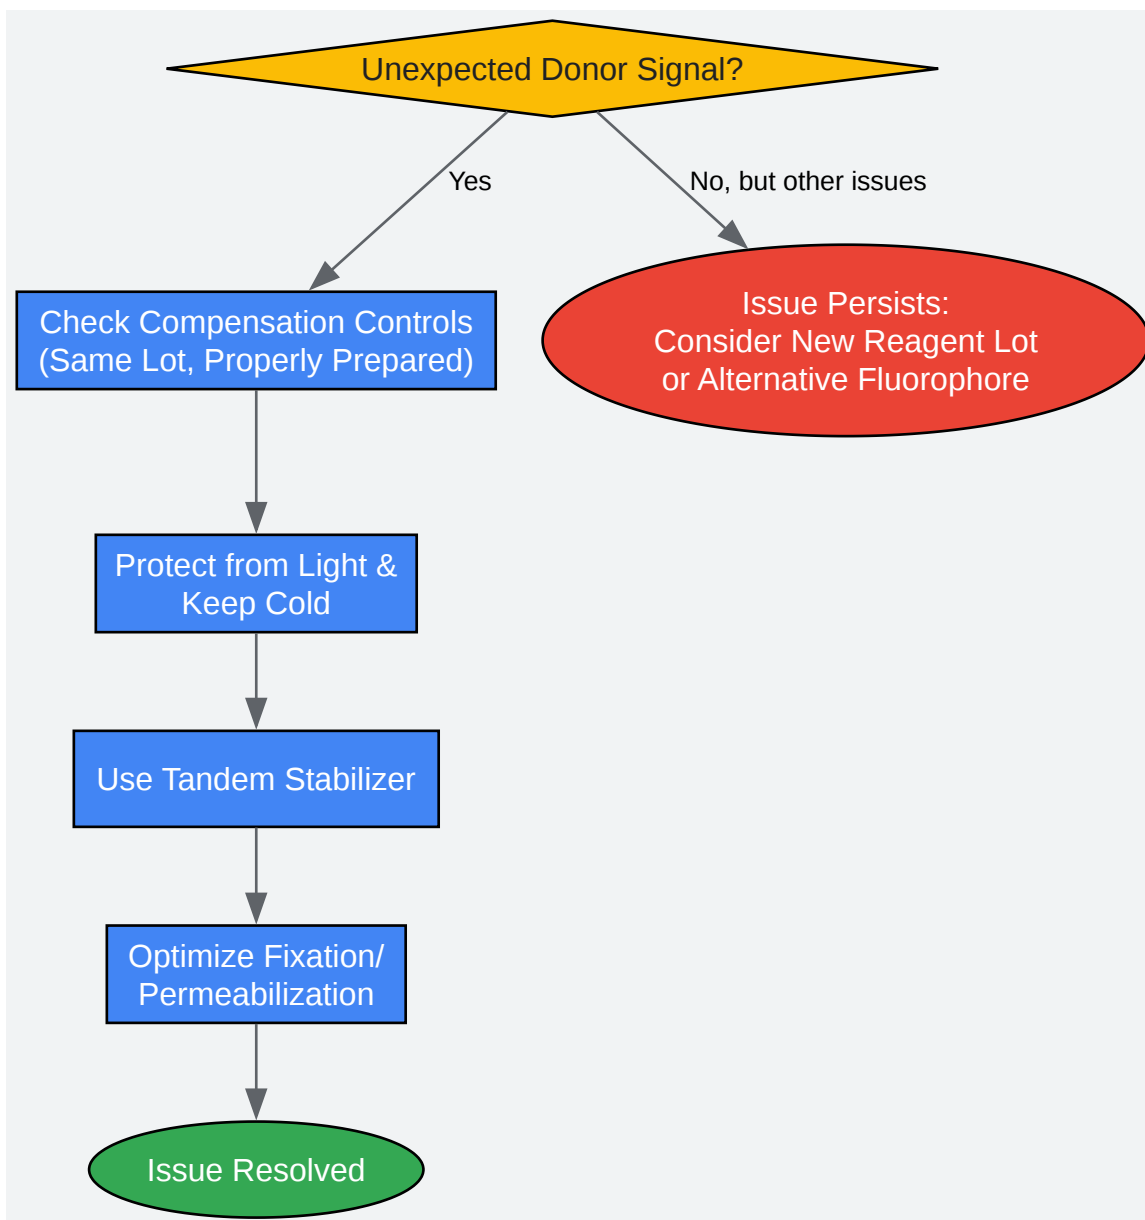 Unexpected Donor Signal?
Yes
No, but other issues
Check Compensation Controls
(Same Lot, Properly Prepared)
Issue Persists:
Consider New Reagent Lot
or Alternative Fluorophore
Protect from Light &
Keep Cold
Use Tandem Stabilizer
Optimize Fixation/
Permeabilization
Issue Resolved